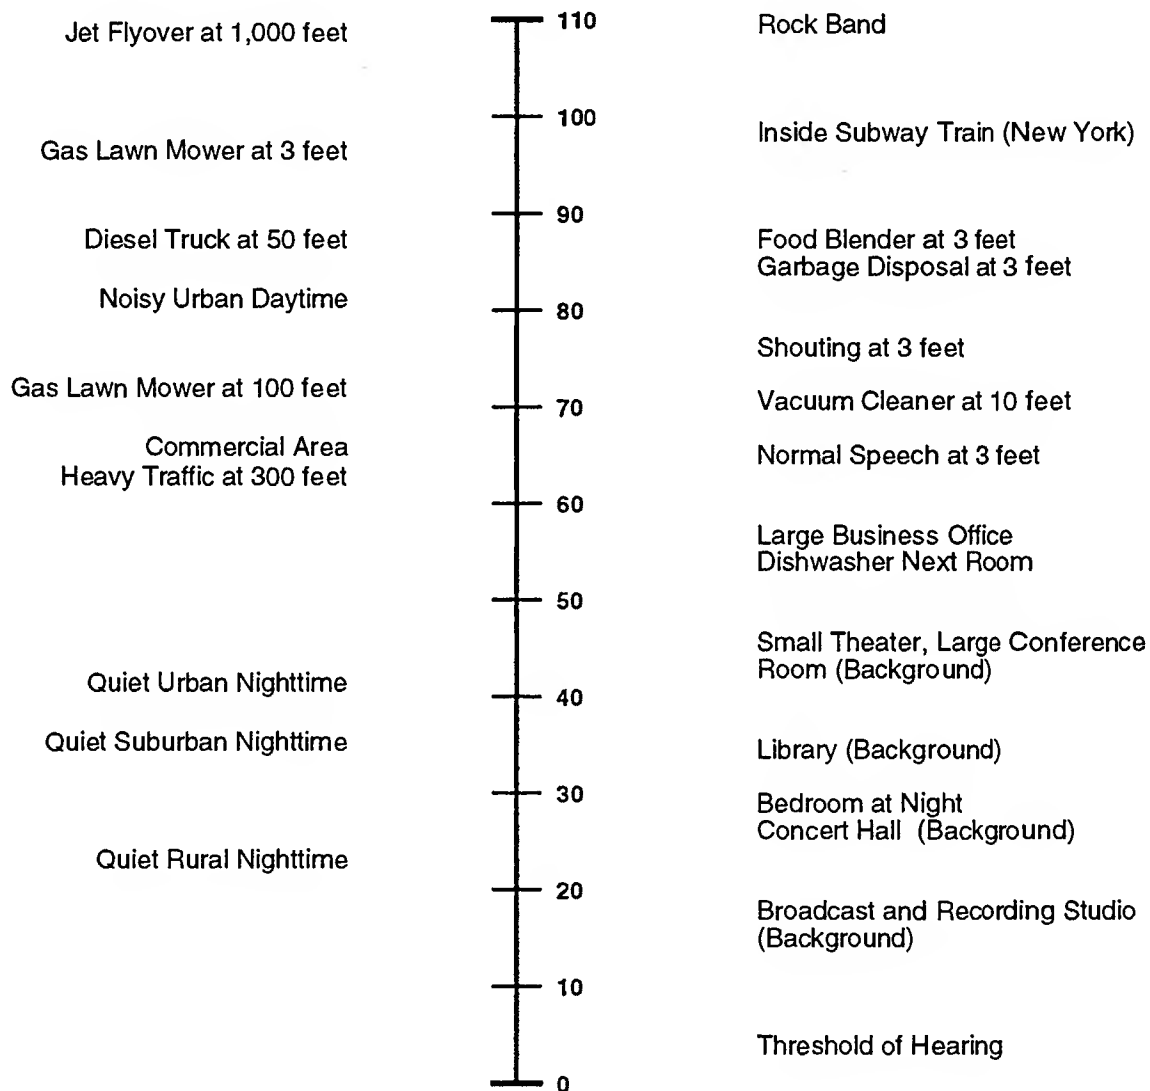 Jet Flyover at 1,000 feet
110
Rock Band
100
Inside Subway Train (New York)
Gas Lawn Mower at 3 feet
90
Diesel Truck at 50 feet
Food Blender at 3 feet
Garbage Disposal at 3 feet
Noisy Urban Daytime
80
Shouting at 3 feet
Gas Lawn Mower at 100 feet
70
Vacuum Cleaner at 10 feet
Commercial Area
Heavy Traffic at 300 feet
Normal Speech at 3 feet
60
Large Business Office
Dishwasher Next Room
50
Small Theater, Large Conference
Room (Background)
Quiet Urban Nighttime
40
Quiet Suburban Nighttime
Library (Background)
30
Bedroom at Night
Concert Hall (Background)
Quiet Rural Nighttime
20
Broadcast and Recording Studio
(Background)
10
Threshold of Hearing
0